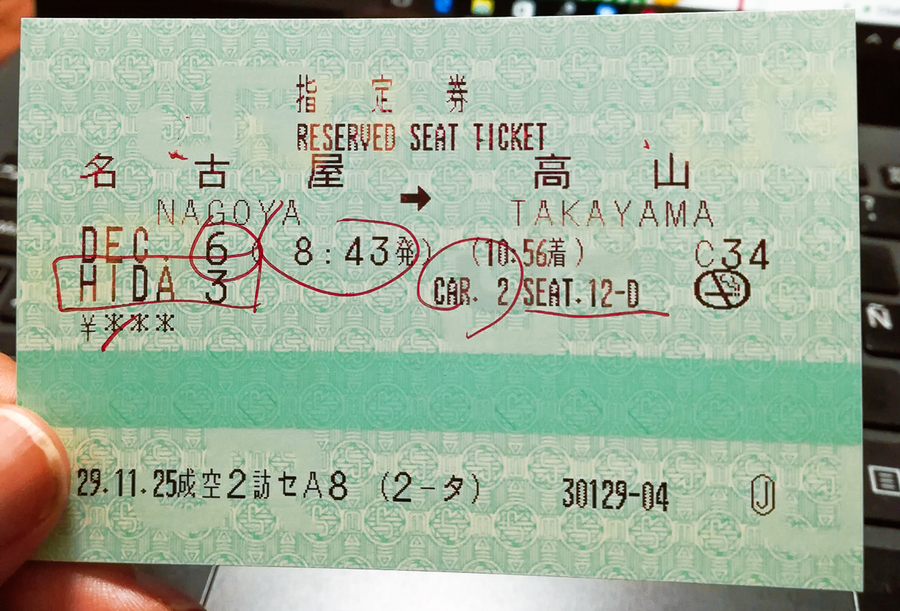 指定券
RESERVED SEAT TICKET
名古屋 ➡ 高山
NAGOYA TAKAYAMA
DEC. 6 ( 8:43発) (10:56着) C34
HIDA 3 CAR. 2 SEAT.12-D
¥****
29.11.25成空2訪セA8 (2-タ) 30129-04 Ⓙ